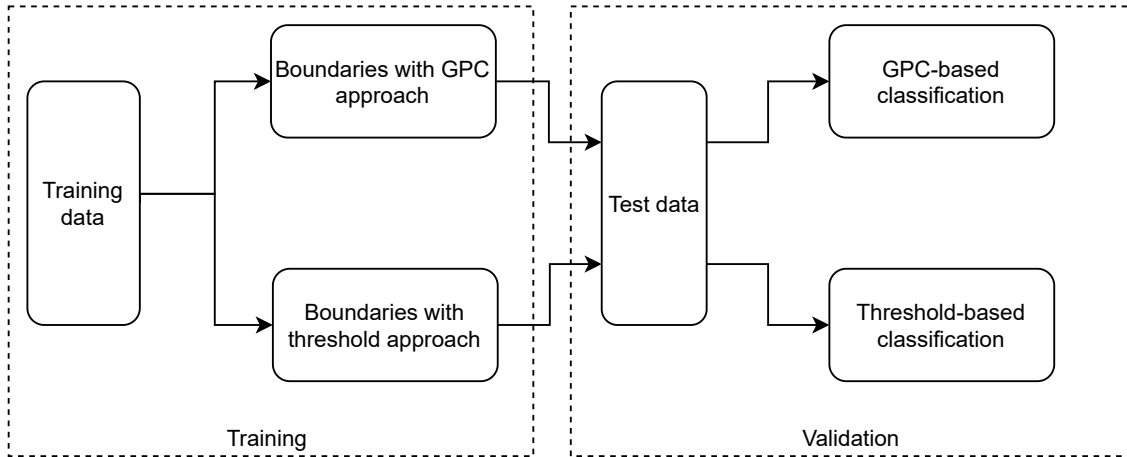 Training
data
Boundaries with GPC
approach
Boundaries with
threshold approach
Training
Test data
GPC-based
classification
Threshold-based
classification
Validation